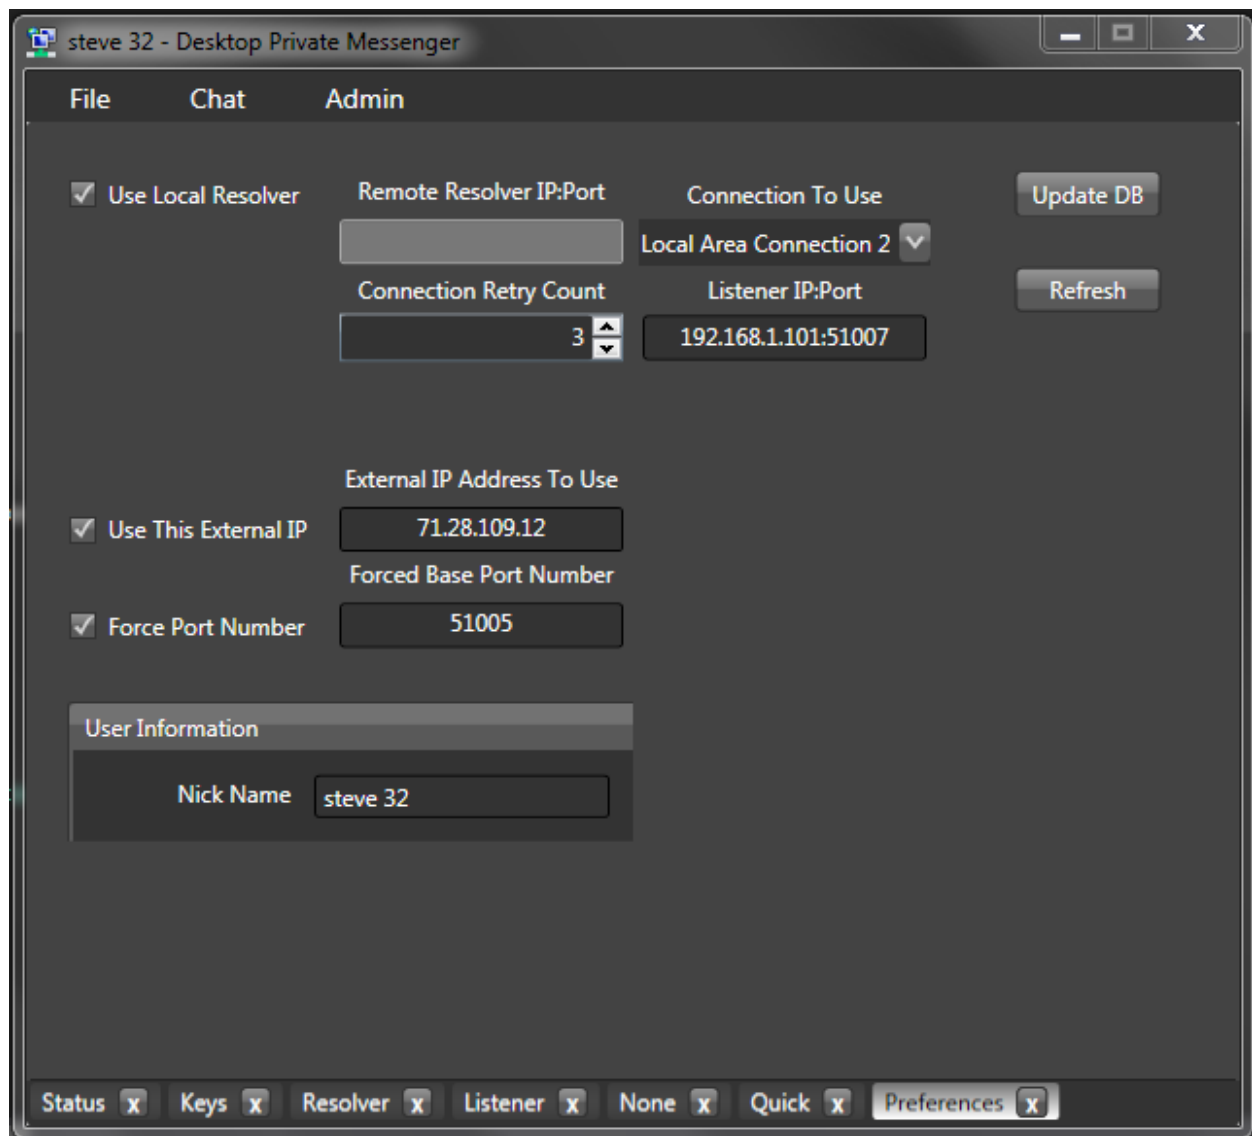 steve 32 - Desktop Private Messenger
File Chat Admin
Use Local Resolver
Remote Resolver IP:Port
Connection To Use
Update DB
Local Area Connection 2
Connection Retry Count
Listener IP:Port
Refresh
3
192.168.1.101:51007
External IP Address To Use
Use This External IP
71.28.109.12
Forced Base Port Number
Force Port Number
51005
User Information
Nick Name
steve 32
Status x Keys x Resolver x Listener x None x Quick x Preferences x